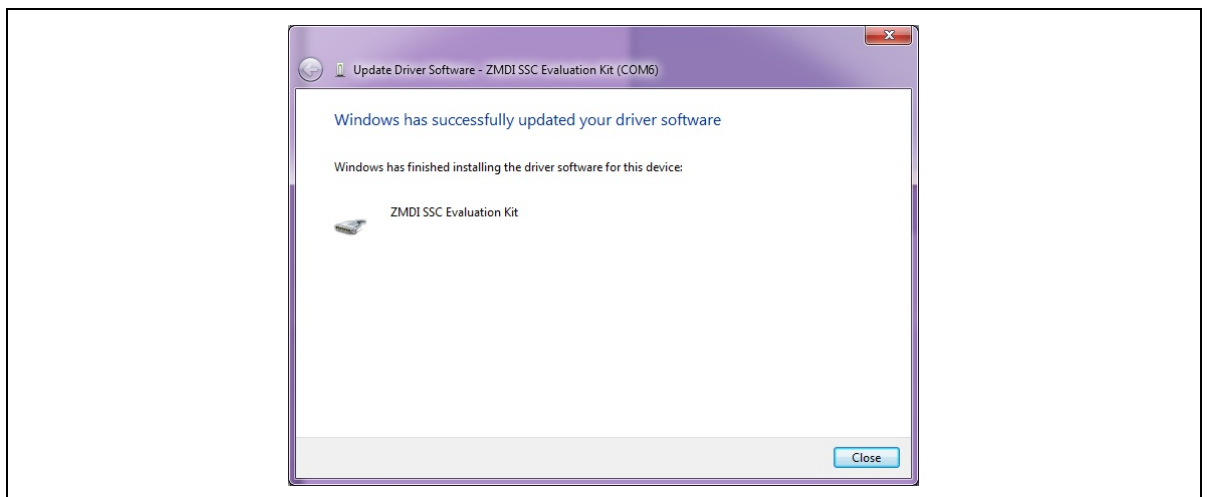 x
Update Driver Software - ZMDI SSC Evaluation Kit (COM6)
Windows has successfully updated your driver software
Windows has finished installing the driver software for this device:
ZMDI SSC Evaluation Kit
Close